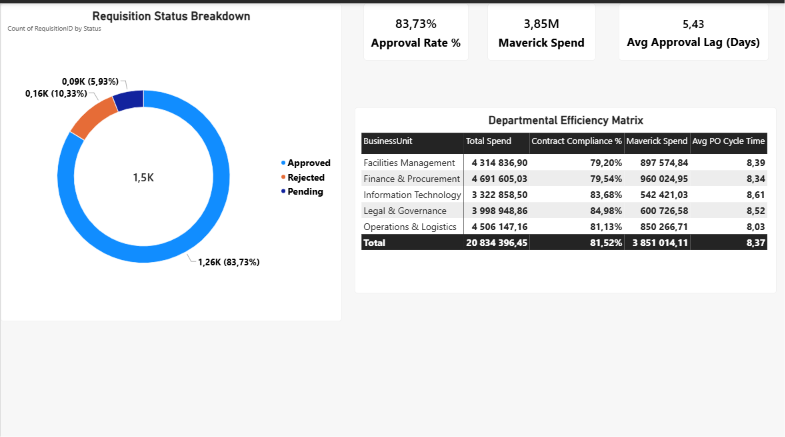 Requisition Status Breakdown
Count of RequisitionID by Status
0,09K (5,93%)
0,16K (10,33%)
1,5K
1,26K (83,73%)
Approved
Rejected
Pending
83,73%
Approval Rate %
3,85M
Maverick Spend
5,43
Avg Approval Lag (Days)
Departmental Efficiency Matrix
BusinessUnit Total Spend Contract Compliance % Maverick Spend Avg PO Cycle Time
Facilities Management 4 314 836,90 79,20% 897 574,84 8,39
Finance & Procurement 4 691 605,03 79,54% 960 024,95 8,34
Information Technology 3 322 858,50 83,68% 542 421,03 8,61
Legal & Governance 3 998 948,86 84,98% 600 726,58 8,52
Operations & Logistics 4 506 147,16 81,13% 850 266,71 8,03
Total 20 834 396,45 81,52% 3 851 014,11 8,37